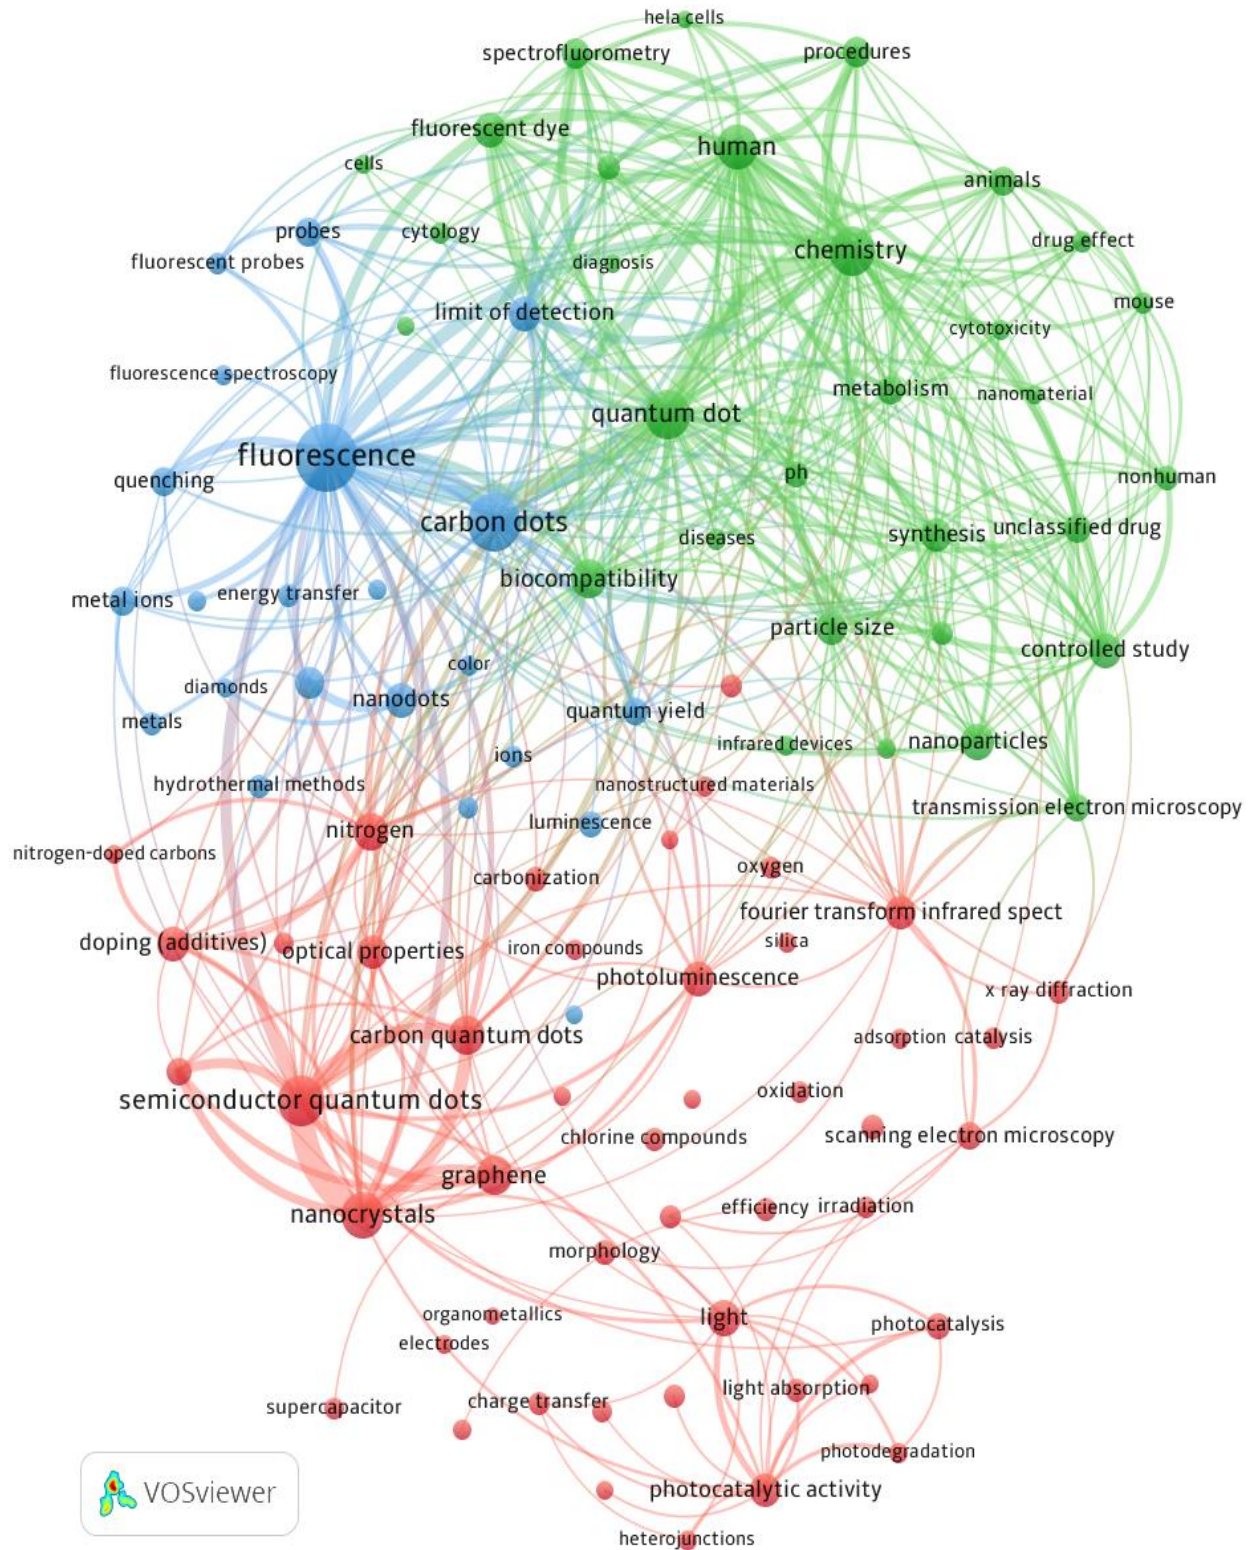 hela cells
spectrofluorometry
procedures
fluorescent dye
human
cells
animals
probes
cytology
chemistry
drug effect
fluorescent probes
diagnosis
mouse
limit of detection
cytotoxicity
fluorescence spectroscopy
metabolism
nanomaterial
quantum dot
fluorescence
quenching
ph
nonhuman
carbon dots
diseases
synthesis
unclassified drug
biocompatibility
metal ions
energy transfer
particle size
controlled study
color
diamonds
nanodots
metals
quantum yield
infrared devices
nanoparticles
ions
hydrothermal methods
nanostructured materials
transmission electron microscopy
nitrogen
luminescence
nitrogen-doped carbons
carbonization
oxygen
fourier transform infrared spect
doping (additives)
optical properties
iron compounds
silica
photoluminescence
x ray diffraction
carbon quantum dots
adsorption
catalysis
semiconductor quantum dots
oxidation
chlorine compounds
scanning electron microscopy
graphene
nanocrystals
efficiency
irradiation
morphology
organometallics
light
photocatalysis
electrodes
supercapacitor
charge transfer
light absorption
photodegradation
photocatalytic activity
VOSviewer
heterojunctions